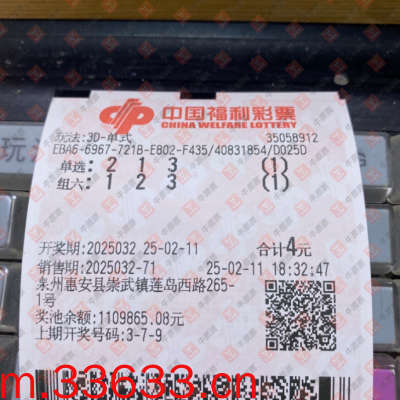 中国福利彩票
CHINA WELFARE LOTTERY
玩法:3D-单式 35058912
EBA6-6967-721B-E802-F435/40831854/D025D
单选: 2 1 3 (1)
组六: 1 2 3 (1)
开奖期:2025032 25-02-11 合计4元
销售期:2025032-71 25-02-11 18:32:47
泉州惠安县崇武镇莲岛西路265-
1号
奖池余额:1109865.08元
上期开奖号码:3-7-9
m.33633.cn
玩